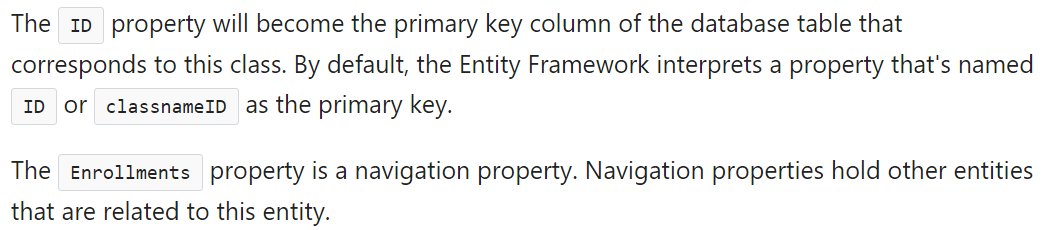 The ID property will become the primary key column of the database table that
corresponds to this class. By default, the Entity Framework interprets a property that's named
ID or classnameID as the primary key.
The Enrollments property is a navigation property. Navigation properties hold other entities
that are related to this entity.